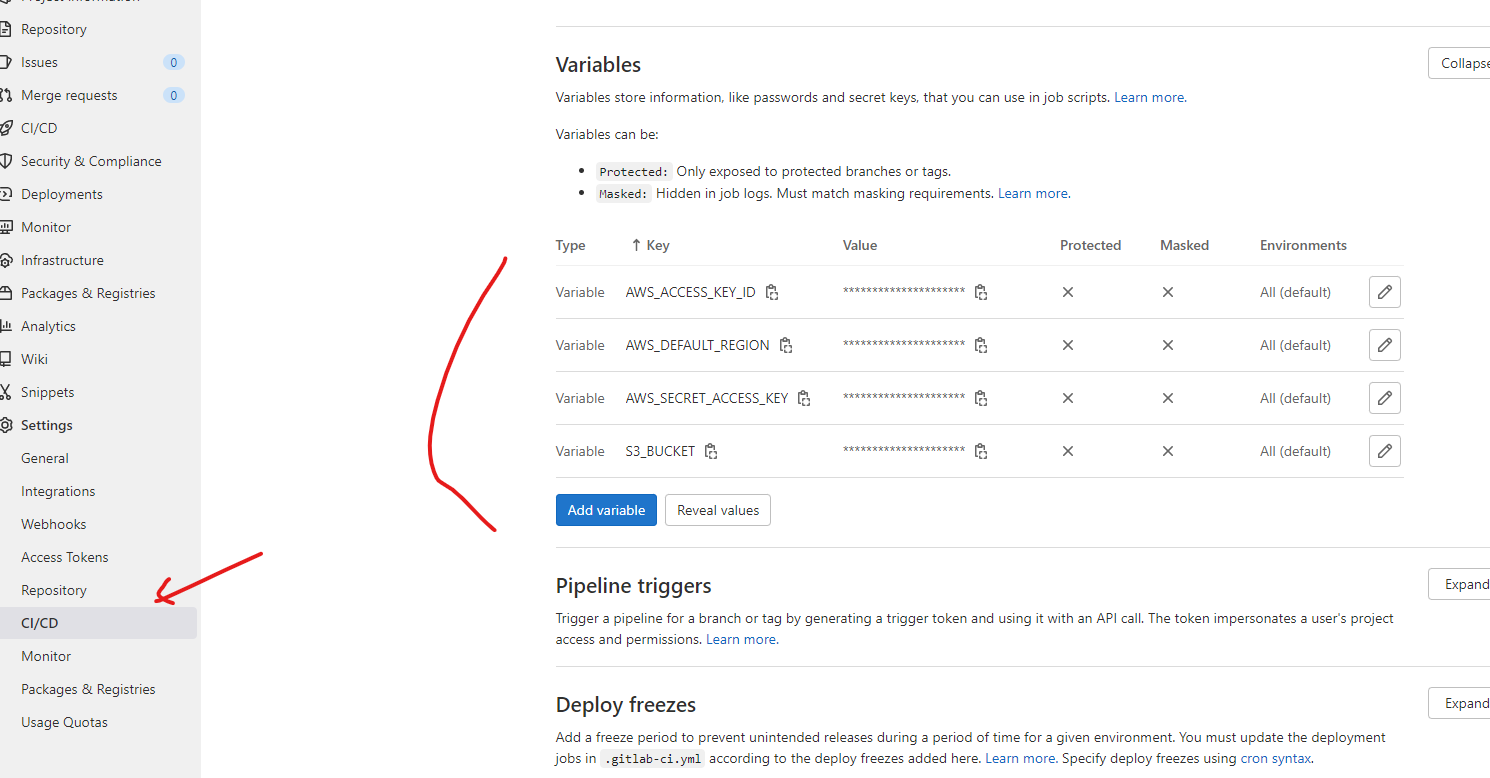 Repository
Issues 0
Merge requests 0
CI/CD
Security & Compliance
Deployments
Monitor
Infrastructure
Packages & Registries
Analytics
Wiki
Snippets
Settings
General
Integrations
Webhooks
Access Tokens
Repository
CI/CD
Monitor
Packages & Registries
Usage Quotas
Variables
Collapse
Variables store information, like passwords and secret keys, that you can use in job scripts. Learn more.
Variables can be:
• Protected: Only exposed to protected branches or tags.
• Masked: Hidden in job logs. Must match masking requirements. Learn more.
Type ↑ Key Value Protected Masked Environments
Variable AWS_ACCESS_KEY_ID ********************* All (default)
Variable AWS_DEFAULT_REGION ********************* All (default)
Variable AWS_SECRET_ACCESS_KEY ********************* All (default)
Variable S3_BUCKET ********************* All (default)
Add variable Reveal values
Pipeline triggers
Expand
Trigger a pipeline for a branch or tag by generating a trigger token and using it with an API call. The token impersonates a user's project
access and permissions. Learn more.
Deploy freezes
Expand
Add a freeze period to prevent unintended releases during a period of time for a given environment. You must update the deployment
jobs in .gitlab-ci.yml according to the deploy freezes added here. Learn more. Specify deploy freezes using cron syntax.